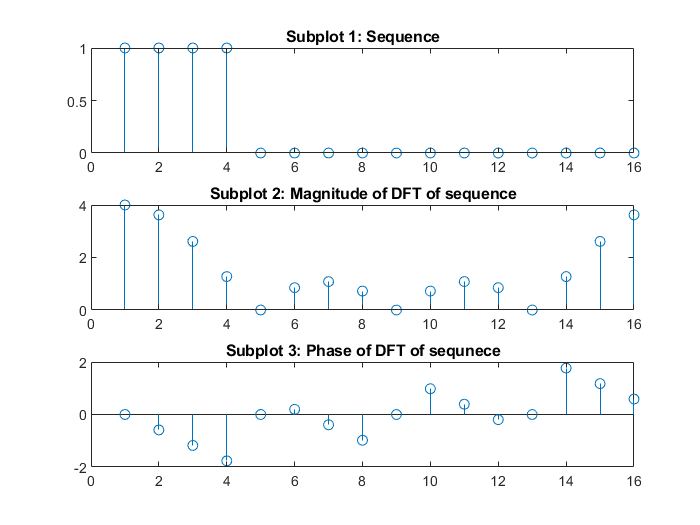 Subplot 1: Sequence
1
0.5
0
0 2 4 6 8 10 12 14 16
Subplot 2: Magnitude of DFT of sequence
4
2
0
0 2 4 6 8 10 12 14 16
Subplot 3: Phase of DFT of sequnece
2
0
-2
0 2 4 6 8 10 12 14 16